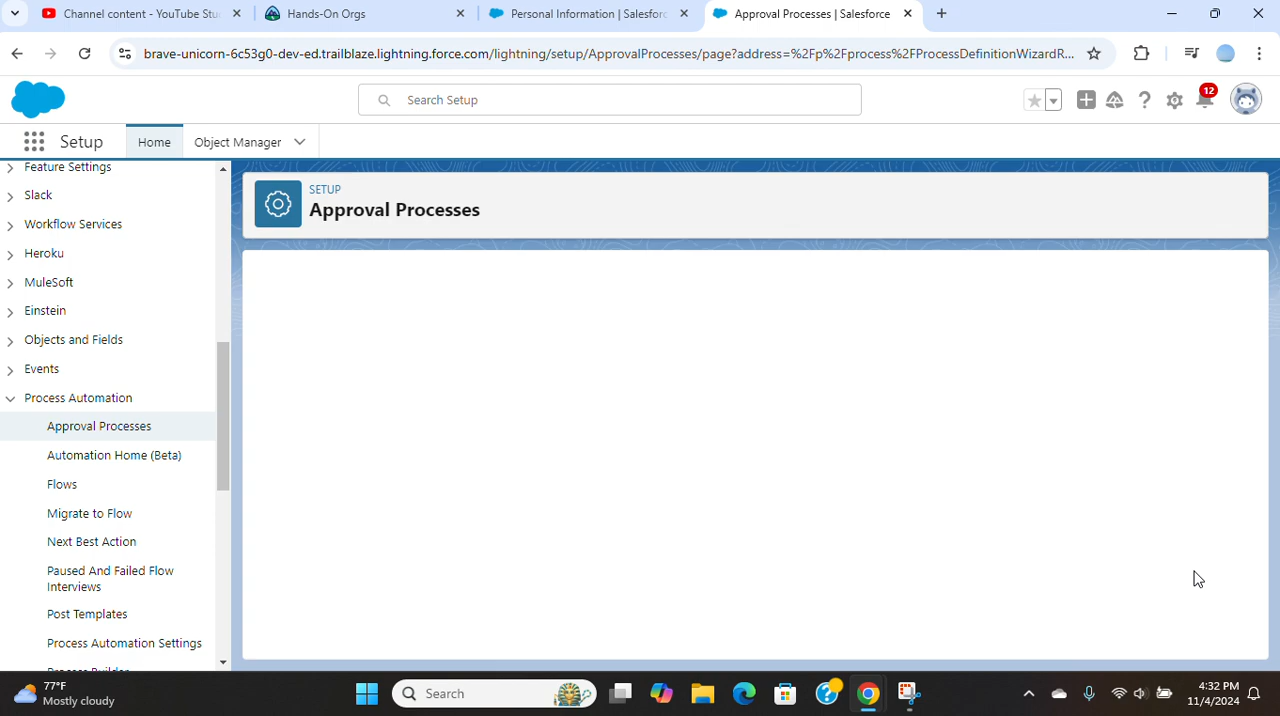 Channel content - YouTube Stu
Hands-On Orgs
Personal Information | Salesforc
Approval Processes | Salesforce
brave-unicorn-6c53g0-dev-ed.trailblaze.lightning.force.com/lightning/setup/ApprovalProcesses/page?address=%2Fp%2Fprocess%2FProcessDefinitionWizardR...
Search Setup
12
Setup
Home
Object Manager
Feature Settings
Slack
Workflow Services
Heroku
MuleSoft
Einstein
Objects and Fields
Events
Process Automation
Approval Processes
Automation Home (Beta)
Flows
Migrate to Flow
Next Best Action
Paused And Failed Flow
Interviews
Post Templates
Process Automation Settings
SETUP
Approval Processes
77°F
Mostly cloudy
Search
4:32 PM
11/4/2024